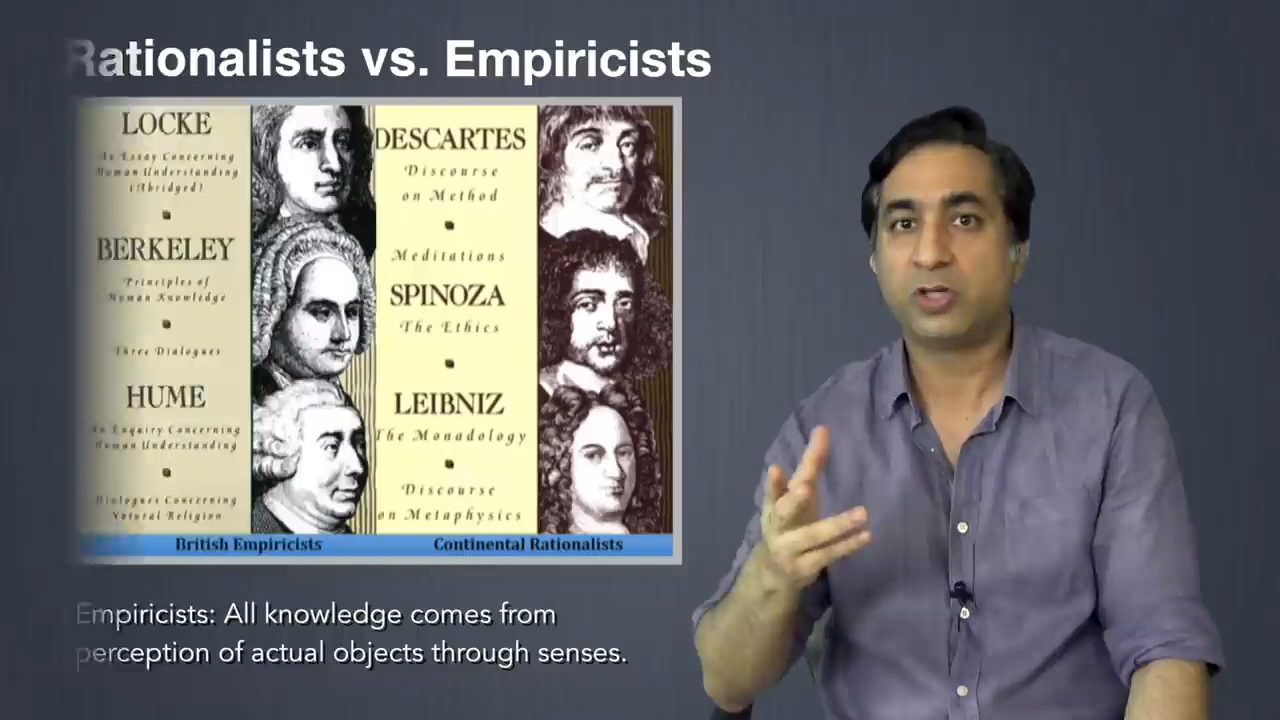 Rationalists vs. Empiricists
LOCKE
An Essay Concerning
Human Understanding
(Abridged)
BERKELEY
Principles of
Human Knowledge
Three Dialogues
HUME
An Enquiry Concerning
Human Understanding
Dialogues Concerning
Natural Religion
DESCARTES
Discourse
on Method
Meditations
SPINOZA
The Ethics
LEIBNIZ
The Monadology
Discourse
on Metaphysics
British Empiricists
Continental Rationalists
Empiricists: All knowledge comes from
perception of actual objects through senses.